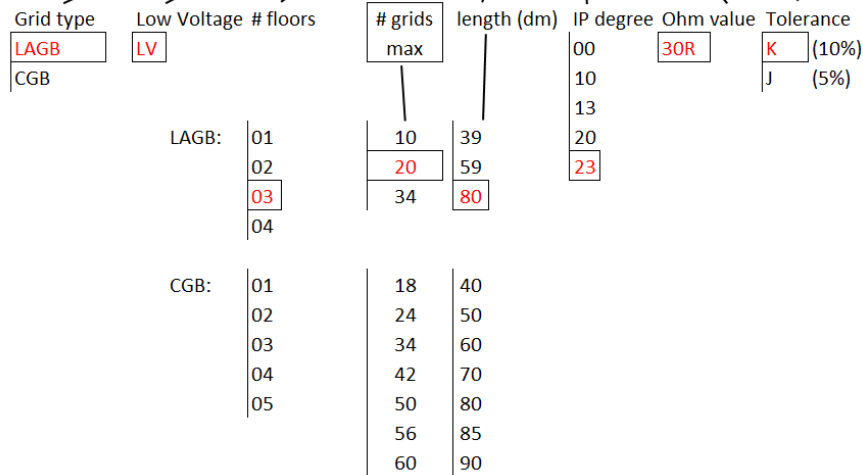 Grid type Low Voltage # floors # grids length (dm) IP degree Ohm value Tolerance
LAGB LV max 00 30R K (10%)
CGB 10 J (5%)
13
LAGB: 01 10 39 20
02 20 59 23
03 34 80
04
CGB: 01 18 40
02 24 50
03 34 60
04 42 70
05 50 80
56 85
60 90